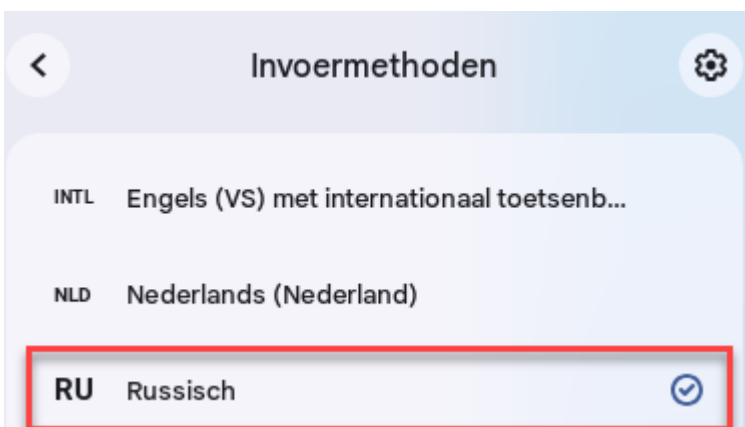 Invoermethoden
INTL Engels (VS) met internationaal toetsenb...
NLD Nederlands (Nederland)
RU Russisch